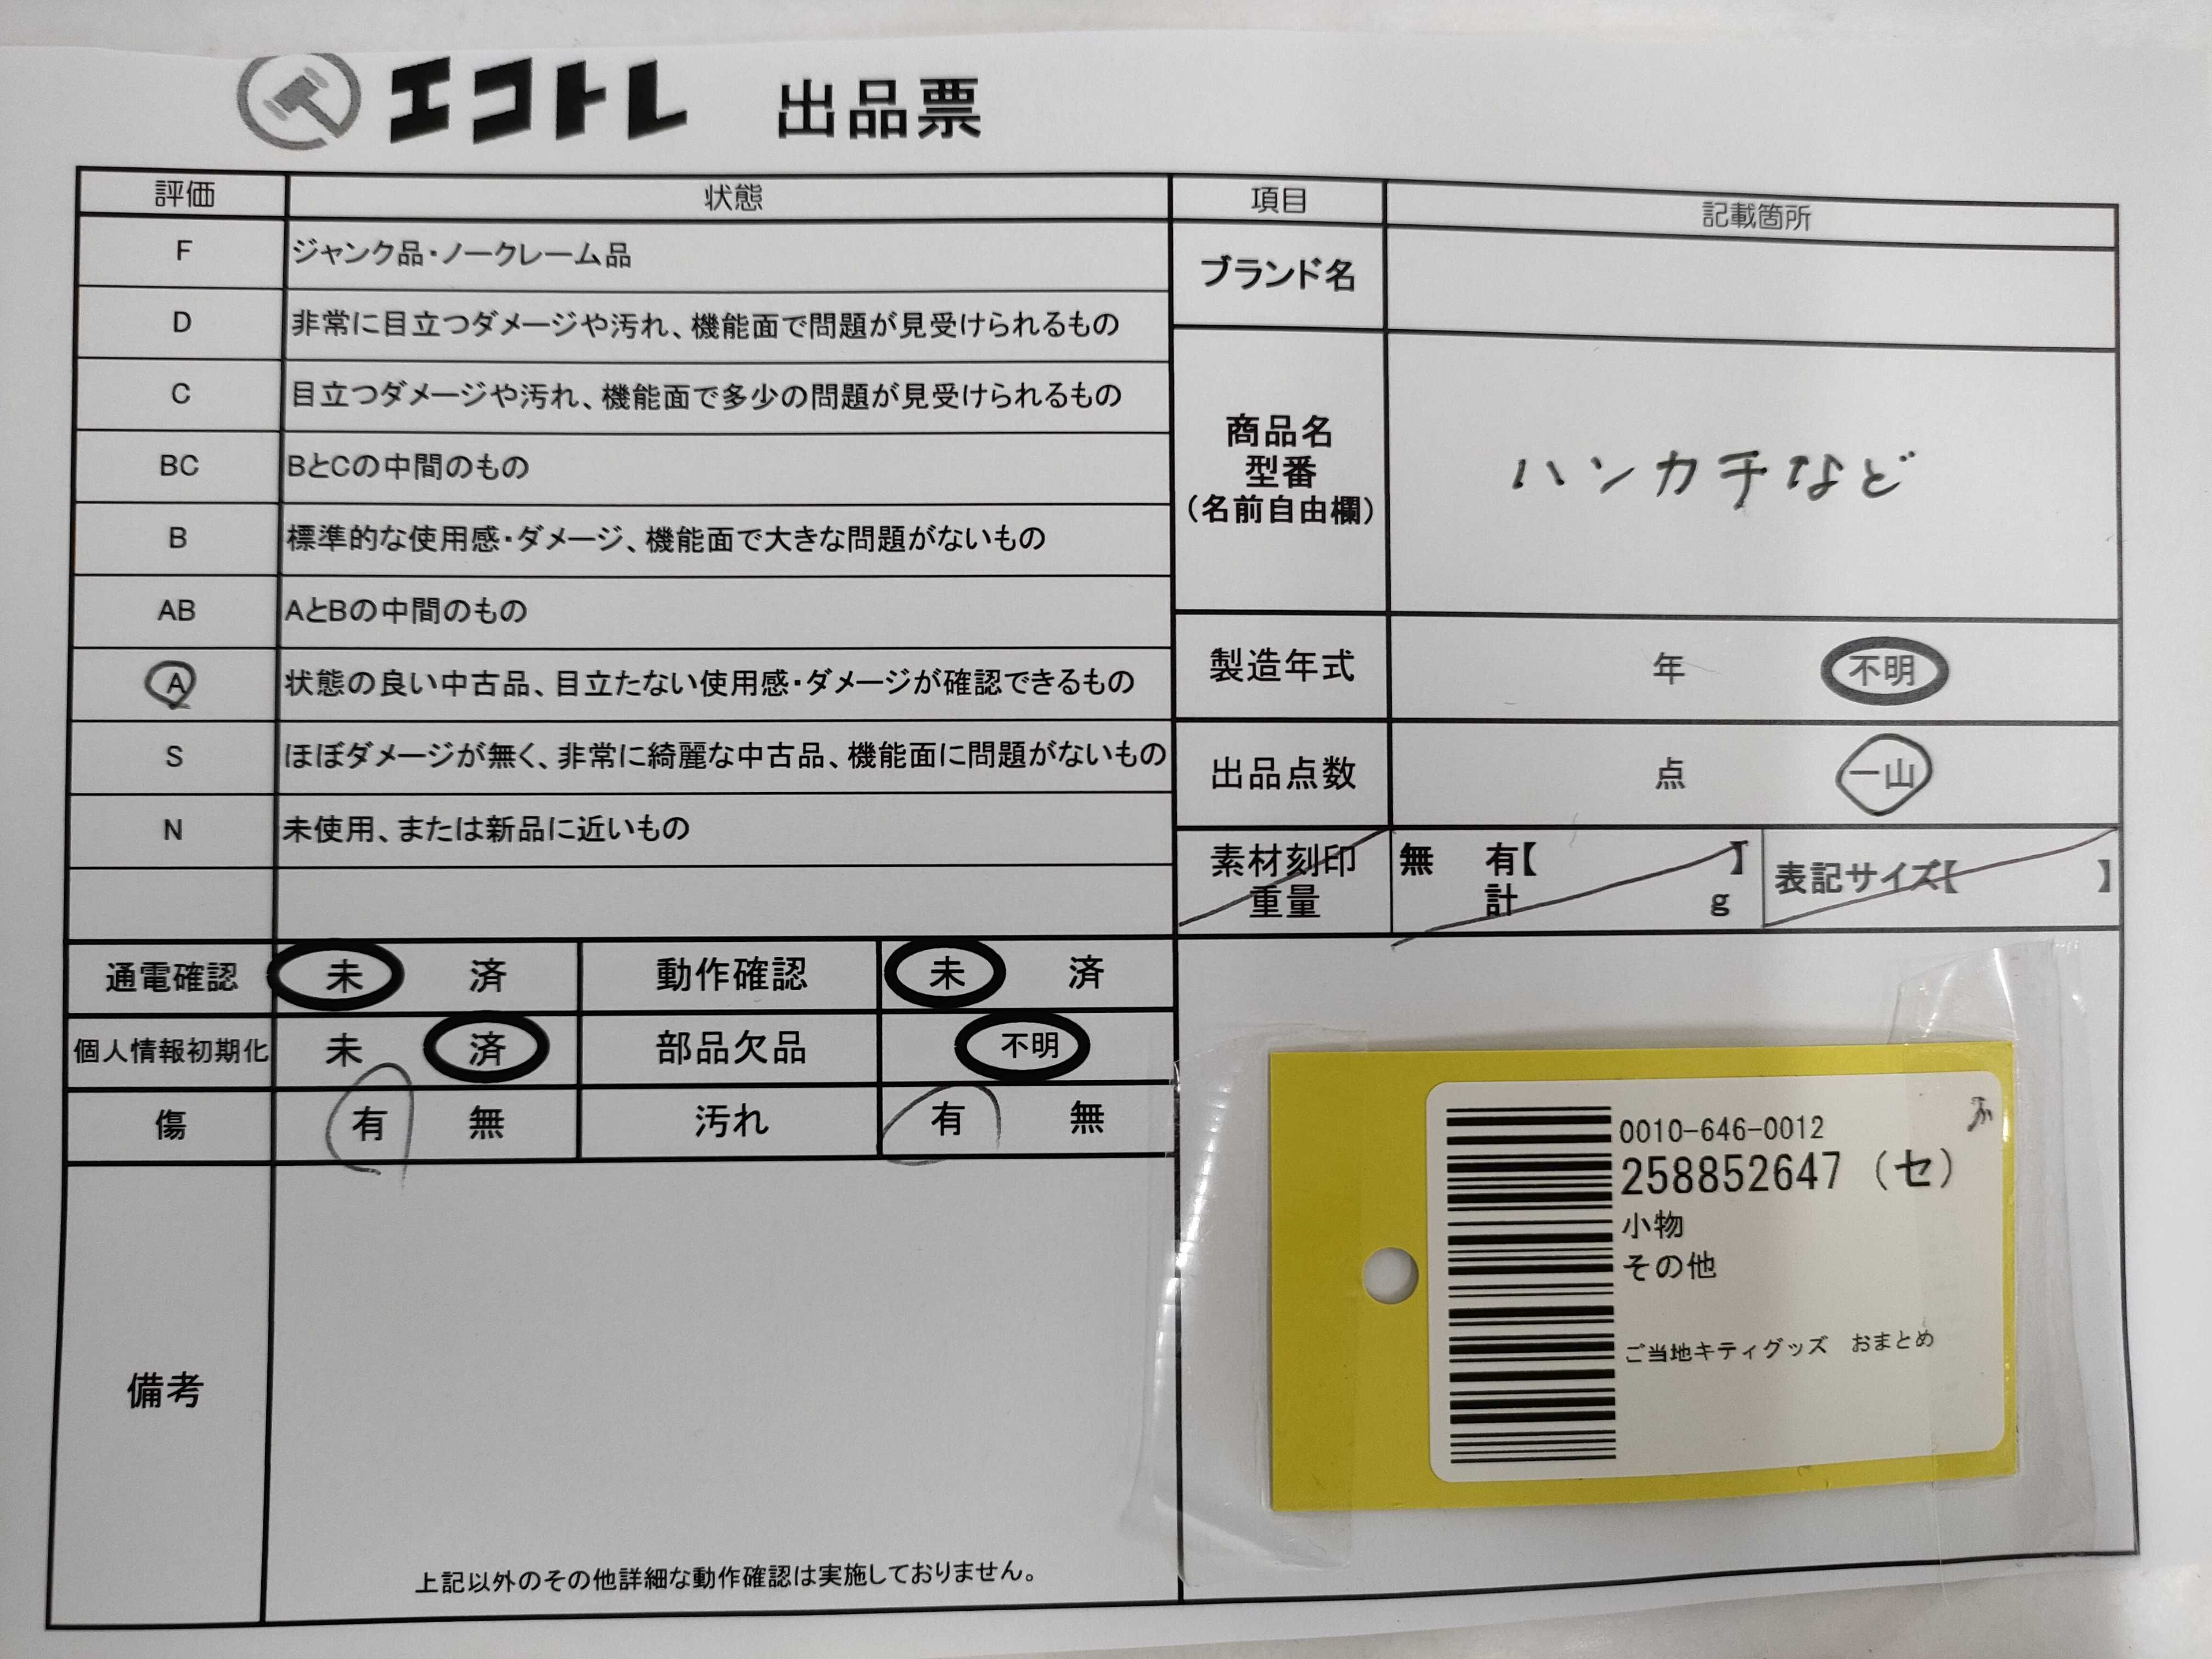 エコトレ 出品票
評価 状態
F ジャンク品・ノークレーム品
D 非常に目立つダメージや汚れ、機能面で問題が見受けられるもの
C 目立つダメージや汚れ、機能面で多少の問題が見受けられるもの
BC BとCの中間のもの
B 標準的な使用感・ダメージ、機能面で大きな問題がないもの
AB AとBの中間のもの
A 状態の良い中古品、目立たない使用感・ダメージが確認できるもの
S ほぼダメージが無く、非常に綺麗な中古品、機能面に問題がないもの
N 未使用、または新品に近いもの
項目 記載箇所
ブランド名
商品名
型番
(名前自由欄)
ハンカチなど
製造年式 年 不明
出品点数 点 一山
素材刻印
重量
無 有【 】
計 g
表記サイズ【 】
通電確認 未 済 動作確認 未 済
個人情報初期化 未 済 部品欠品 不明
傷 有 無 汚れ 有 無
備考
上記以外のその他詳細な動作確認は実施しておりません。
0010-646-0012
258852647 (セ)
小物
その他
ご当地キティグッズ おまとめ